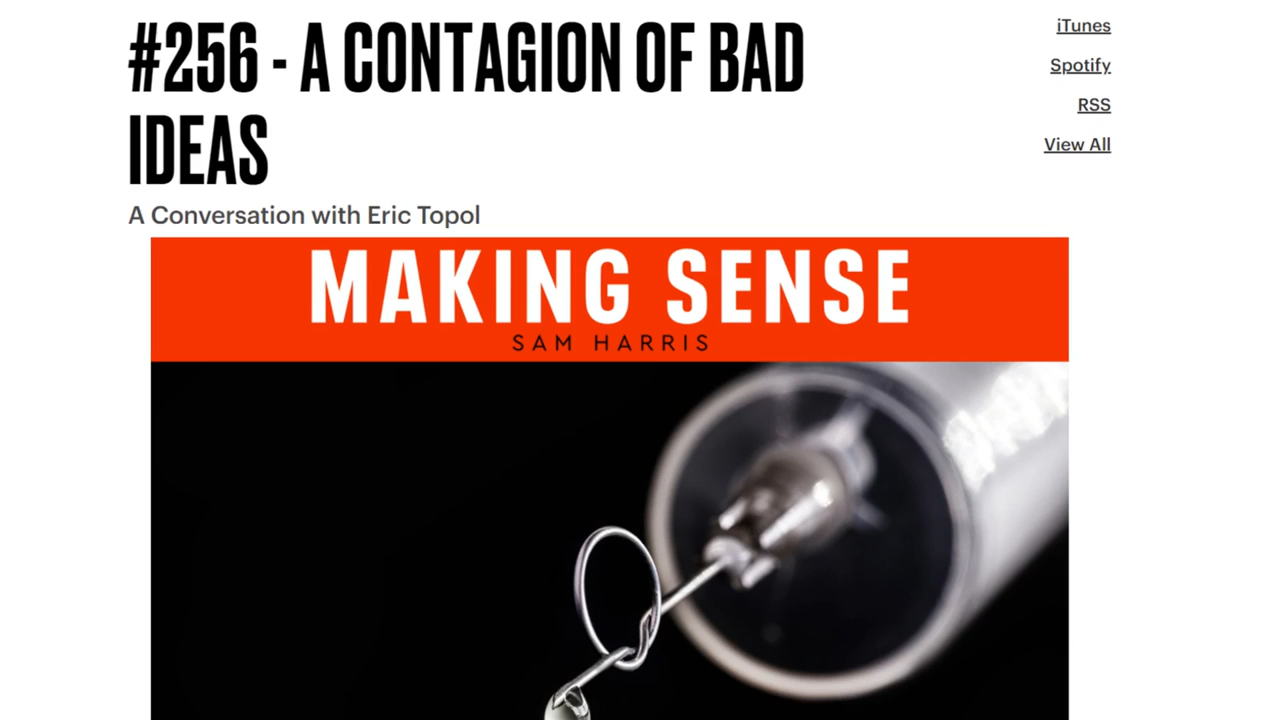 #256 - A CONTAGION OF BAD
IDEAS
A Conversation with Eric Topol
iTunes
Spotify
RSS
View All
MAKING SENSE
SAM HARRIS